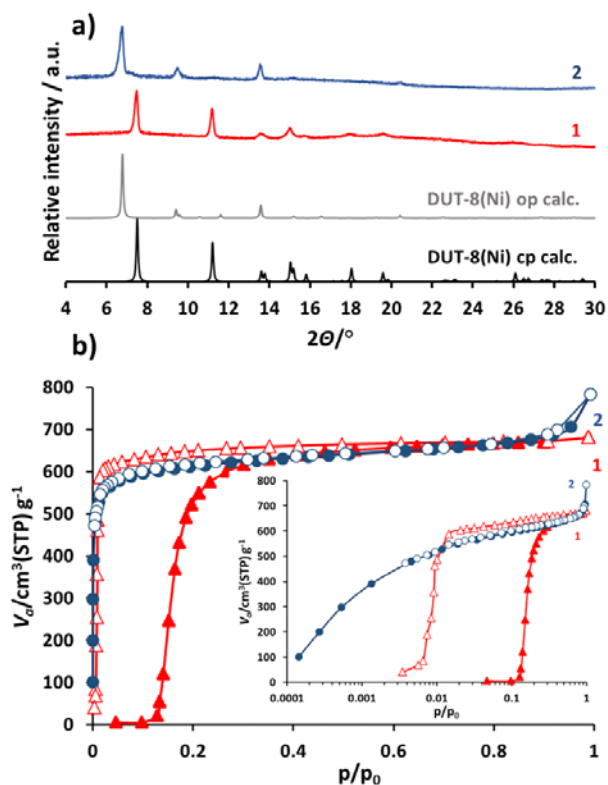 a)
Relative intensity / a.u.
2
1
DUT-8(Ni) op calc.
DUT-8(Ni) cp calc.
4 6 8 10 12 14 16 18 20 22 24 26 28 30
2Θ/°
b)
800
700
600
500
400
300
200
100
0
Va/cm3(STP) g-1
2
1
800
700
600
500
400
300
200
100
0
Va/cm3(STP) g-1
2
1
0.0001 0.001 0.01 0.1 1
p/p0
0 0.2 0.4 0.6 0.8 1
p/p0